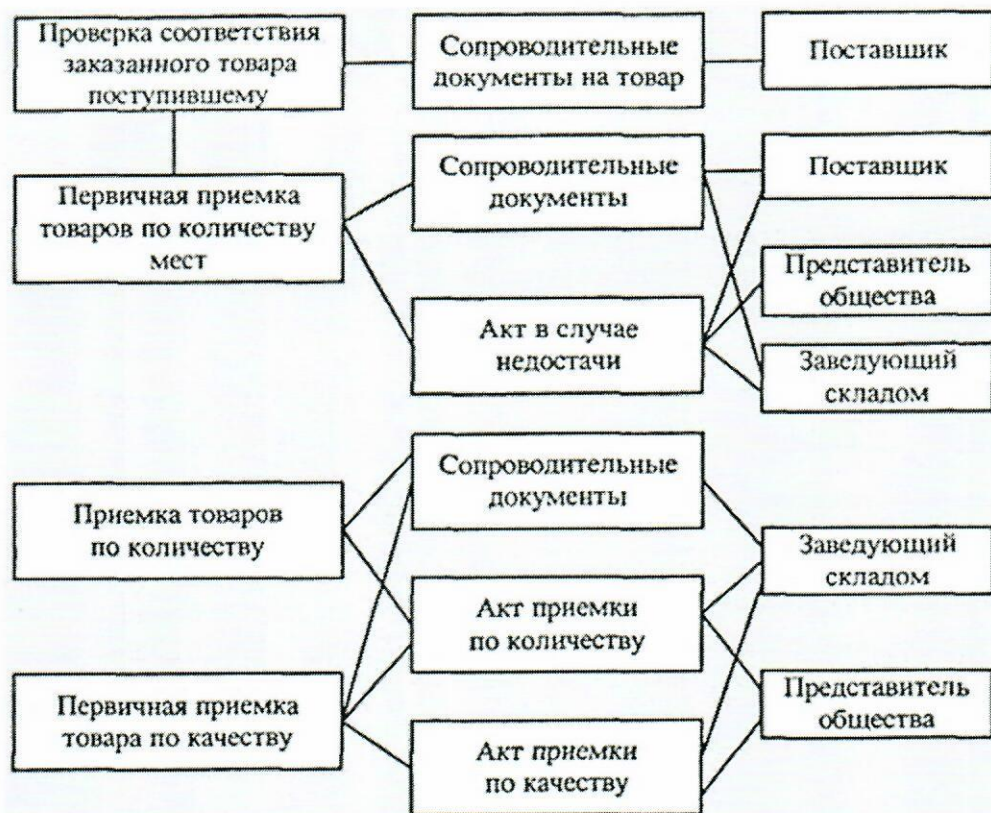 Проверка соответствия
заказанного товара
поступившему
Сопроводительные
документы на товар
Поставщик
Первичная приемка
товаров по количеству
мест
Сопроводительные
документы
Поставщик
Представитель
общества
Акт в случае
недостачи
Заведующий
складом
Сопроводительные
документы
Приемка товаров
по количеству
Заведующий
складом
Акт приемки
по количеству
Первичная приемка
товара по качеству
Представитель
общества
Акт приемки
по качеству